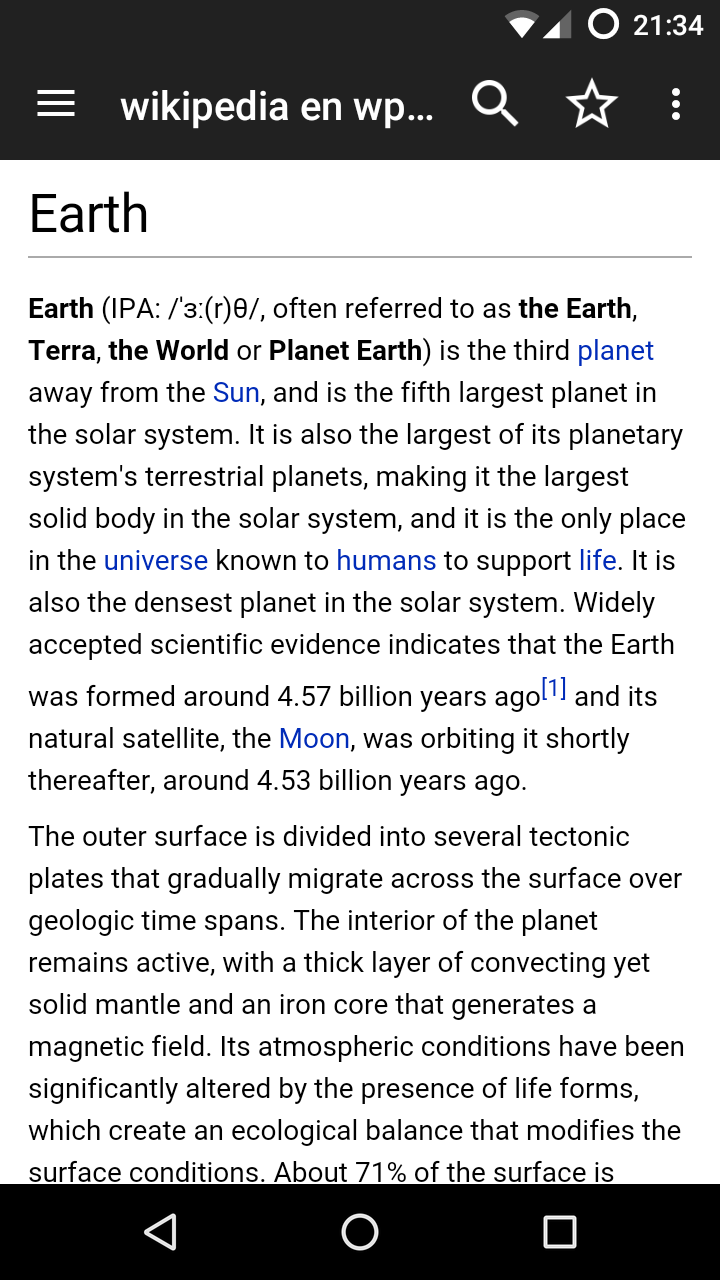 21:34
wikipedia en wp...
Earth
Earth (IPA: /ˈɜː(r)θ/, often referred to as the Earth,
Terra, the World or Planet Earth) is the third planet
away from the Sun, and is the fifth largest planet in
the solar system. It is also the largest of its planetary
system's terrestrial planets, making it the largest
solid body in the solar system, and it is the only place
in the universe known to humans to support life. It is
also the densest planet in the solar system. Widely
accepted scientific evidence indicates that the Earth
was formed around 4.57 billion years ago[1] and its
natural satellite, the Moon, was orbiting it shortly
thereafter, around 4.53 billion years ago.
The outer surface is divided into several tectonic
plates that gradually migrate across the surface over
geologic time spans. The interior of the planet
remains active, with a thick layer of convecting yet
solid mantle and an iron core that generates a
magnetic field. Its atmospheric conditions have been
significantly altered by the presence of life forms,
which create an ecological balance that modifies the
surface conditions. About 71% of the surface is